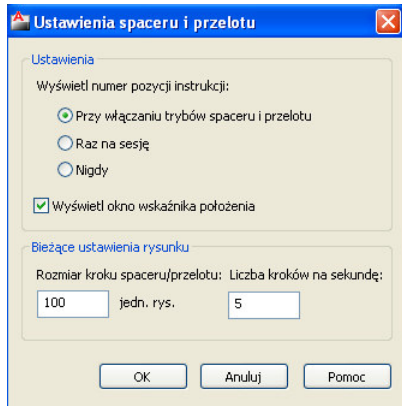 Ustawienia spaceru i przelotu
Ustawienia
Wyświetl numer pozycji instrukcji:
Przy włączaniu trybów spaceru i przelotu
Raz na sesję
Nigdy
Wyświetl okno wskaźnika położenia
Bieżące ustawienia rysunku
Rozmiar kroku spaceru/przelotu: Liczba kroków na sekundę:
100 jedn. rys. 5
OK Anuluj Pomoc